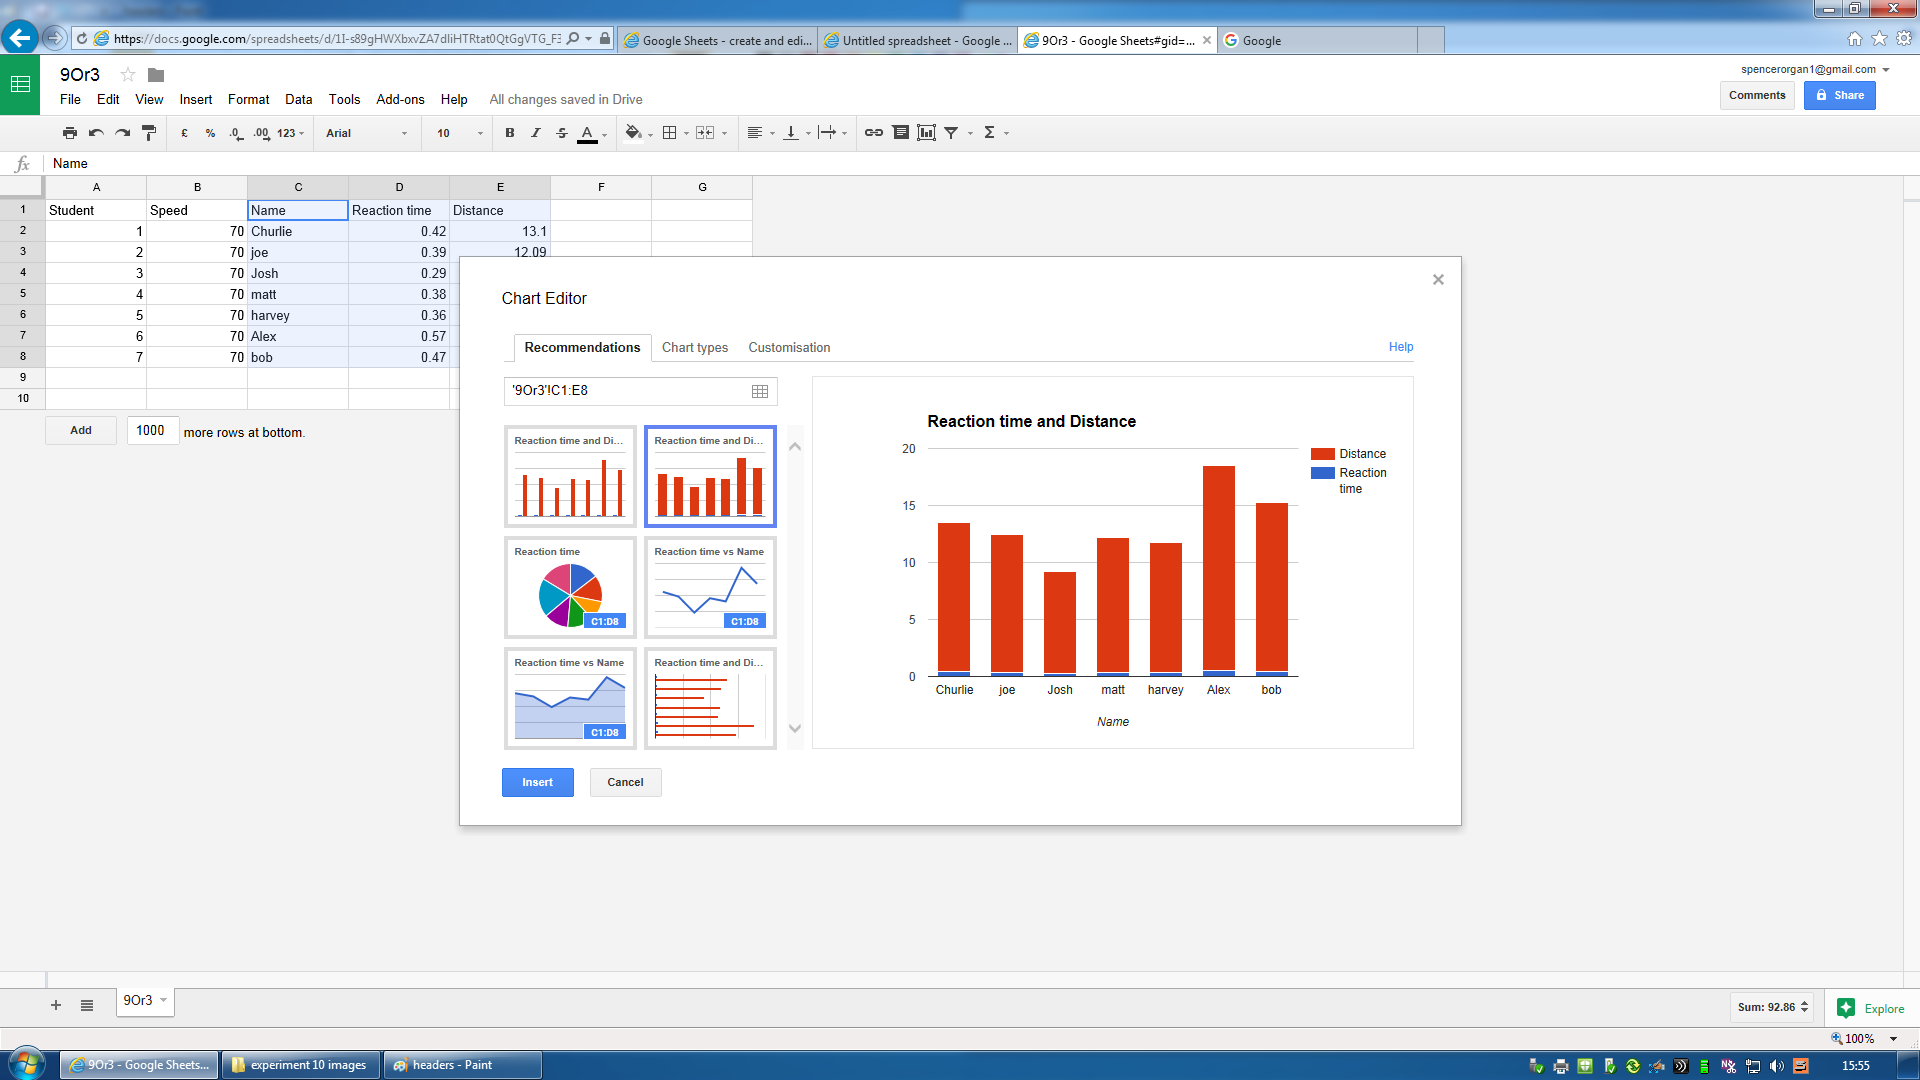 https://docs.google.com/spreadsheets/d/1I-s89gHWXbxvZA7dliHTRtat0QtGgVTG_F3
Google Sheets - create and edi...
Untitled spreadsheet - Google ...
9Or3 - Google Sheets#gid=...
Google
9Or3
spencerorgan1@gmail.com
File Edit View Insert Format Data Tools Add-ons Help All changes saved in Drive
Comments
Share
£ % .0 .00 123 Arial 10 B I S A Σ
fx Name
A B C D E F G
1 Student Speed Name Reaction time Distance
2 1 70 Churlie 0.42 13.1
3 2 70 joe 0.39 12.09
4 3 70 Josh 0.29
5 4 70 matt 0.38
6 5 70 harvey 0.36
7 6 70 Alex 0.57
8 7 70 bob 0.47
9
10
Add 1000 more rows at bottom.
Chart Editor
Recommendations Chart types Customisation Help
'9Or3'!C1:E8
Reaction time and Di...
Reaction time and Di...
Reaction time
C1:D8
Reaction time vs Name
C1:D8
Reaction time vs Name
C1:D8
Reaction time and Di...
Insert Cancel
Reaction time and Distance
20
15
10
5
0
Distance
Reaction
time
Churlie joe Josh matt harvey Alex bob
Name
9Or3
Sum: 92.86
Explore
100%
9Or3 - Google Sheets...
experiment 10 images
headers - Paint
15:55